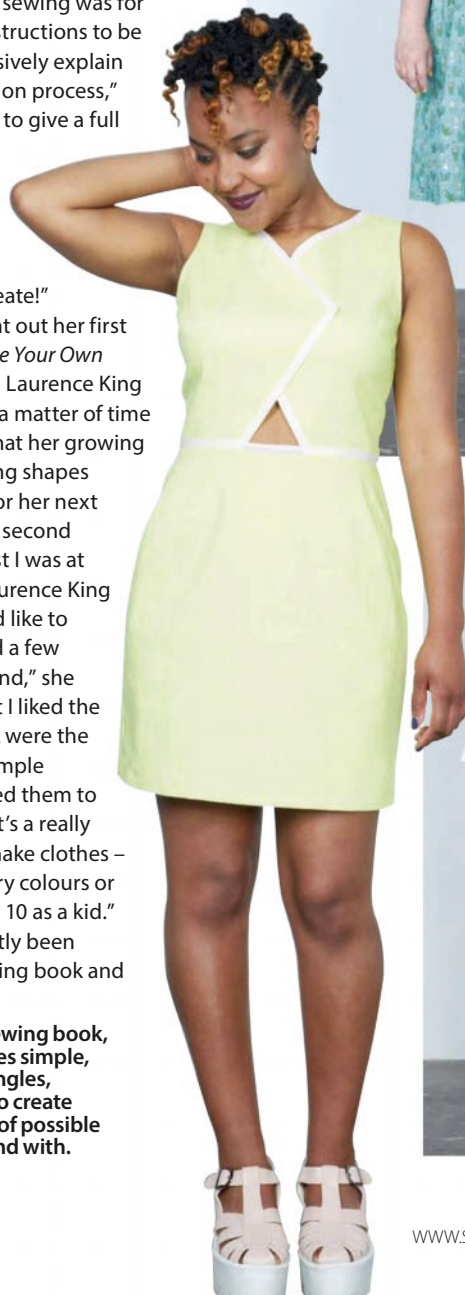 sewing was for
structions to be
sively explain
on process,"
to give a full
eate!"
t out her first
e Your Own
Laurence King
a matter of time
hat her growing
ng shapes
or her next
second
st I was at
urence King
d like to
d a few
nd," she
t I liked the
were the
mple
ed them to
t's a really
nake clothes –
ry colours or
10 as a kid."
tly been
ing book and
ewing book,
es simple,
ngles,
o create
of possible
nd with.
WWW.S